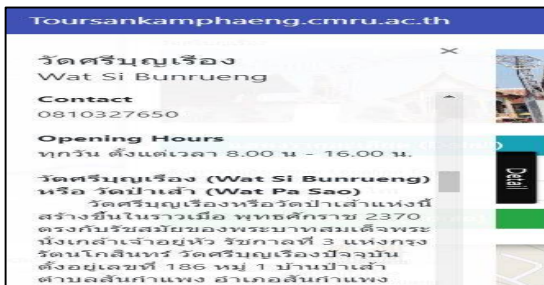 Toursankamphaeng.cmru.ac.th
วัดศรีบุญเรือง
Wat Si Bunrueng
Contact
0810327650
Opening Hours
ทุกวัน ตั้งแต่เวลา 8.00 น - 16.00 น.
วัดศรีบุญเรือง (Wat Si Bunrueng)
หรือ วัดป่าเส้า (Wat Pa Sao)
วัดศรีบุญเรืองหรือวัดป่าเส้าแห่งนี้
สร้างขึ้นในราวเมื่อ พุทธศักราช 2370
ตรงกับรัชสมัยของพระบาทสมเด็จพระ
นั่งเกล้าเจ้าอยู่หัว รัชกาลที่ 3 แห่งกรุง
รัตนโกสินทร์ วัดศรีบุญเรืองปัจจุบัน
ตั้งอยู่เลขที่ 186 หมู่ 1 บ้านป่าเส้า
ตำบลสันกำแพง อำเภอสันกำแพง
Detail